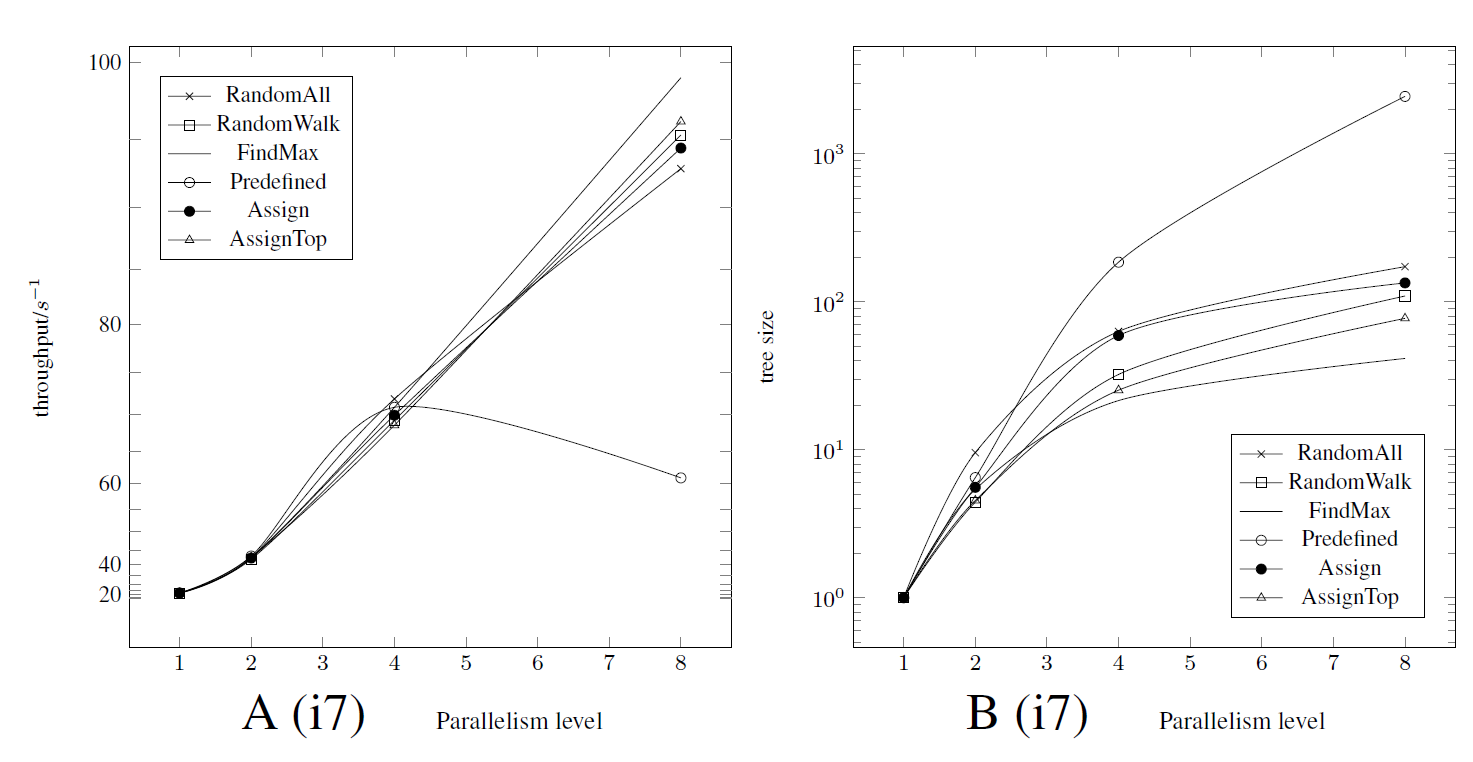 100
80
60
40
20
throughput/s⁻¹
RandomAll
RandomWalk
FindMax
Predefined
Assign
AssignTop
1 2 3 4 5 6 7 8
A (i7) Parallelism level
10³
10²
10¹
10⁰
tree size
RandomAll
RandomWalk
FindMax
Predefined
Assign
AssignTop
1 2 3 4 5 6 7 8
B (i7) Parallelism level